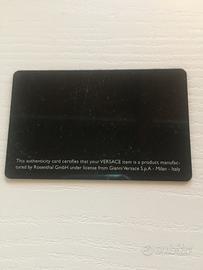 This authenticity card certifies that your VERSACE item is a product manufac-
tured by Rosenthal GmbH under license from Gianni Versace S.p.A - Milan - Italy
subito